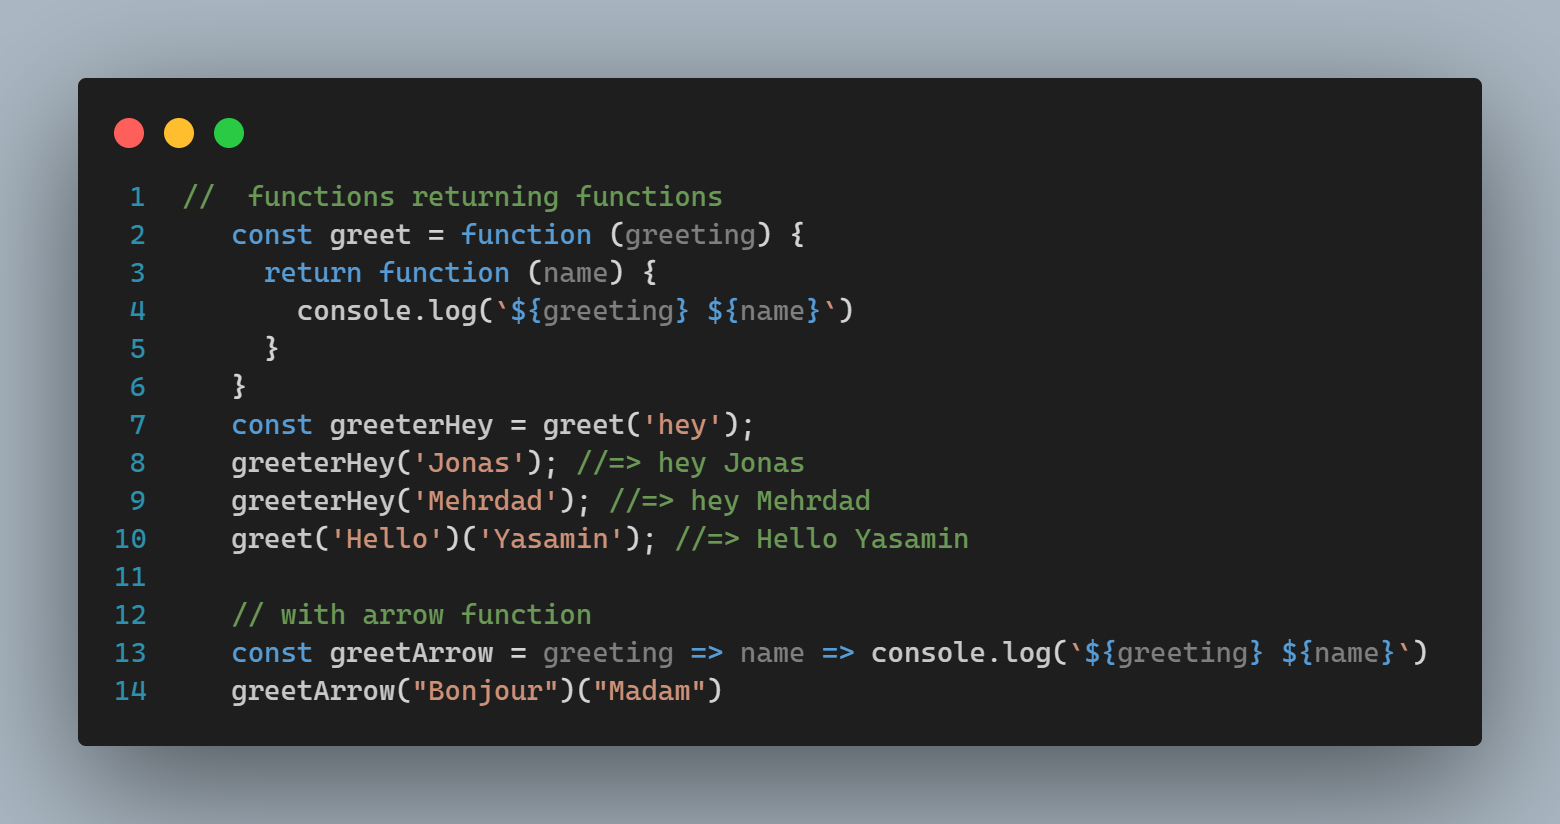 1 //  functions returning functions
2    const greet = function (greeting) {
3      return function (name) {
4        console.log(`${greeting} ${name}`)
5      }
6    }
7    const greeterHey = greet('hey');
8    greeterHey('Jonas'); //=> hey Jonas
9    greeterHey('Mehrdad'); //=> hey Mehrdad
10    greet('Hello')('Yasamin'); //=> Hello Yasamin
11
12    // with arrow function
13    const greetArrow = greeting => name => console.log(`${greeting} ${name}`)
14    greetArrow("Bonjour")("Madam")